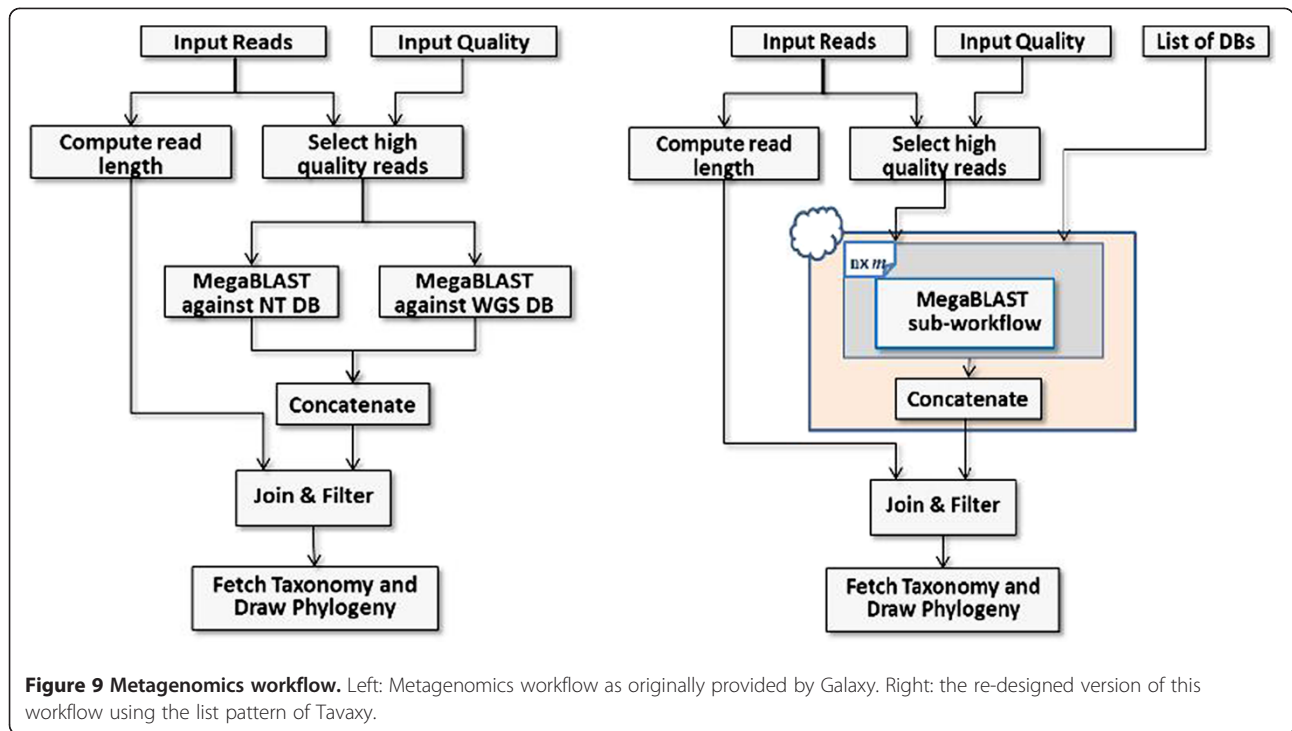 Input Reads
Input Quality
Compute read
length
Select high
quality reads
MegaBLAST
against NT DB
MegaBLAST
against WGS DB
Concatenate
Join & Filter
Fetch Taxonomy and
Draw Phylogeny
Input Reads
Input Quality
List of DBs
Compute read
length
Select high
quality reads
n x m
MegaBLAST
sub-workflow
Concatenate
Join & Filter
Fetch Taxonomy and
Draw Phylogeny
Figure 9 Metagenomics workflow. Left: Metagenomics workflow as originally provided by Galaxy. Right: the re-designed version of this
workflow using the list pattern of Tavaxy.